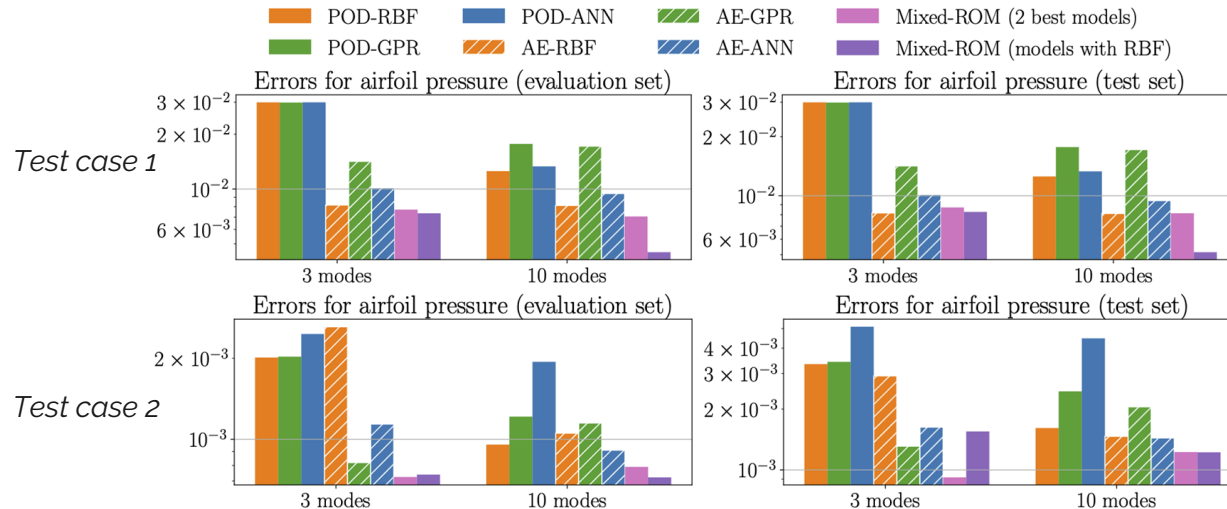 POD-RBF POD-ANN AE-GPR Mixed-ROM (2 best models)
POD-GPR AE-RBF AE-ANN Mixed-ROM (models with RBF)
Test case 1
Errors for airfoil pressure (evaluation set)
3 × 10⁻²
2 × 10⁻²
10⁻²
6 × 10⁻³
3 modes 10 modes
Errors for airfoil pressure (test set)
3 × 10⁻²
2 × 10⁻²
10⁻²
6 × 10⁻³
3 modes 10 modes
Test case 2
Errors for airfoil pressure (evaluation set)
2 × 10⁻³
10⁻³
3 modes 10 modes
Errors for airfoil pressure (test set)
4 × 10⁻³
3 × 10⁻³
2 × 10⁻³
10⁻³
3 modes 10 modes